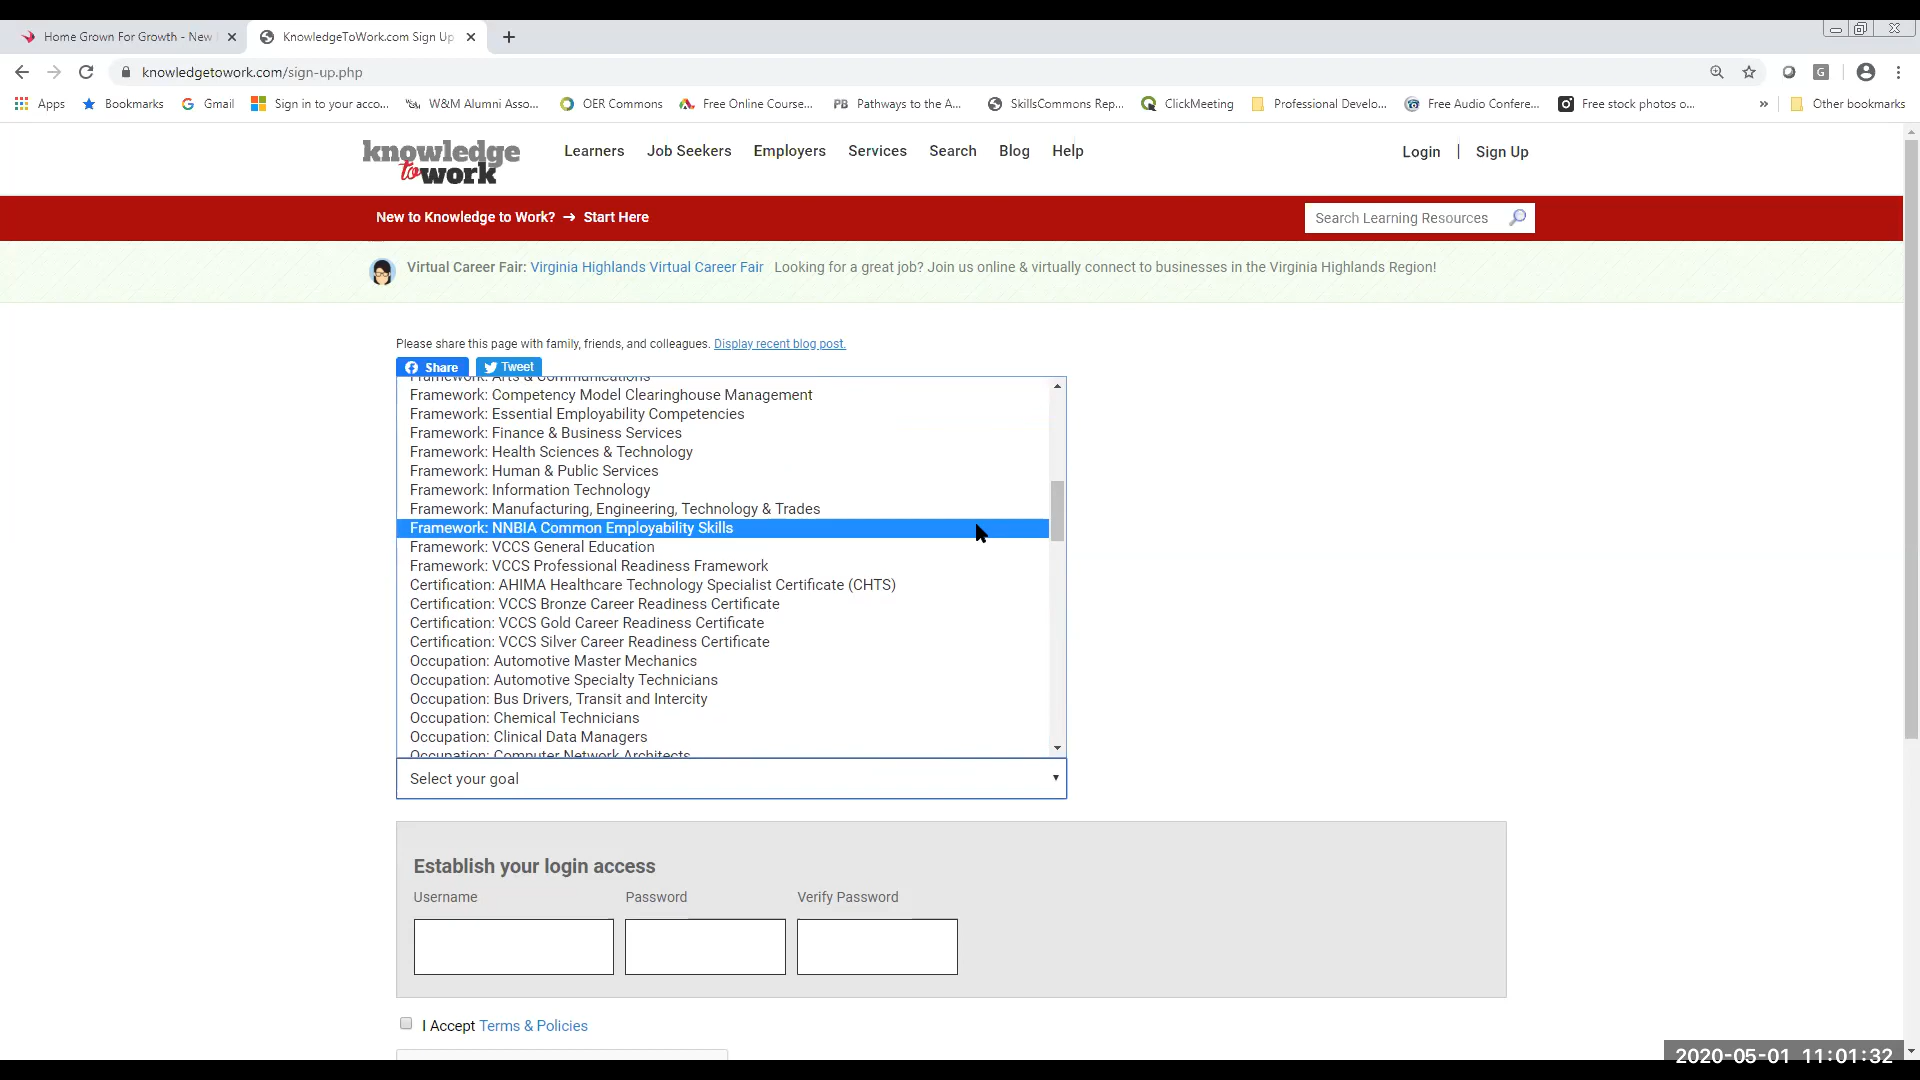 Home Grown For Growth - New
KnowledgeToWork.com Sign Up
knowledgetowork.com/sign-up.php
Apps
Bookmarks
Gmail
Sign in to your acco...
W&M Alumni Asso...
OER Commons
Free Online Course...
Pathways to the A...
SkillsCommons Rep...
ClickMeeting
Professional Develo...
Free Audio Confere...
Free stock photos o...
»
Other bookmarks
knowledge
to work
Learners
Job Seekers
Employers
Services
Search
Blog
Help
Login | Sign Up
New to Knowledge to Work? → Start Here
Search Learning Resources
Virtual Career Fair: Virginia Highlands Virtual Career Fair Looking for a great job? Join us online & virtually connect to businesses in the Virginia Highlands Region!
Please share this page with family, friends, and colleagues. Display recent blog post.
Share
Tweet
Framework: Arts & Communications
Framework: Competency Model Clearinghouse Management
Framework: Essential Employability Competencies
Framework: Finance & Business Services
Framework: Health Sciences & Technology
Framework: Human & Public Services
Framework: Information Technology
Framework: Manufacturing, Engineering, Technology & Trades
Framework: NNBIA Common Employability Skills
Framework: VCCS General Education
Framework: VCCS Professional Readiness Framework
Certification: AHIMA Healthcare Technology Specialist Certificate (CHTS)
Certification: VCCS Bronze Career Readiness Certificate
Certification: VCCS Gold Career Readiness Certificate
Certification: VCCS Silver Career Readiness Certificate
Occupation: Automotive Master Mechanics
Occupation: Automotive Specialty Technicians
Occupation: Bus Drivers, Transit and Intercity
Occupation: Chemical Technicians
Occupation: Clinical Data Managers
Occupation: Computer Network Architects
Select your goal
Establish your login access
Username
Password
Verify Password
I Accept Terms & Policies
2020-05-01 11:01:32